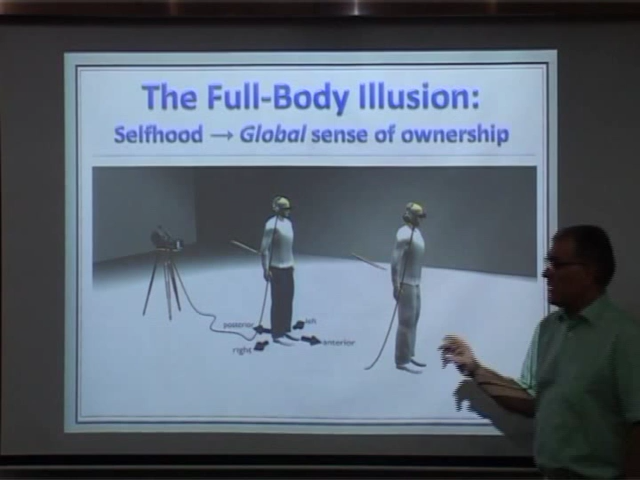 The Full-Body Illusion:
Selfhood → Global sense of ownership
posterior
left
right
anterior